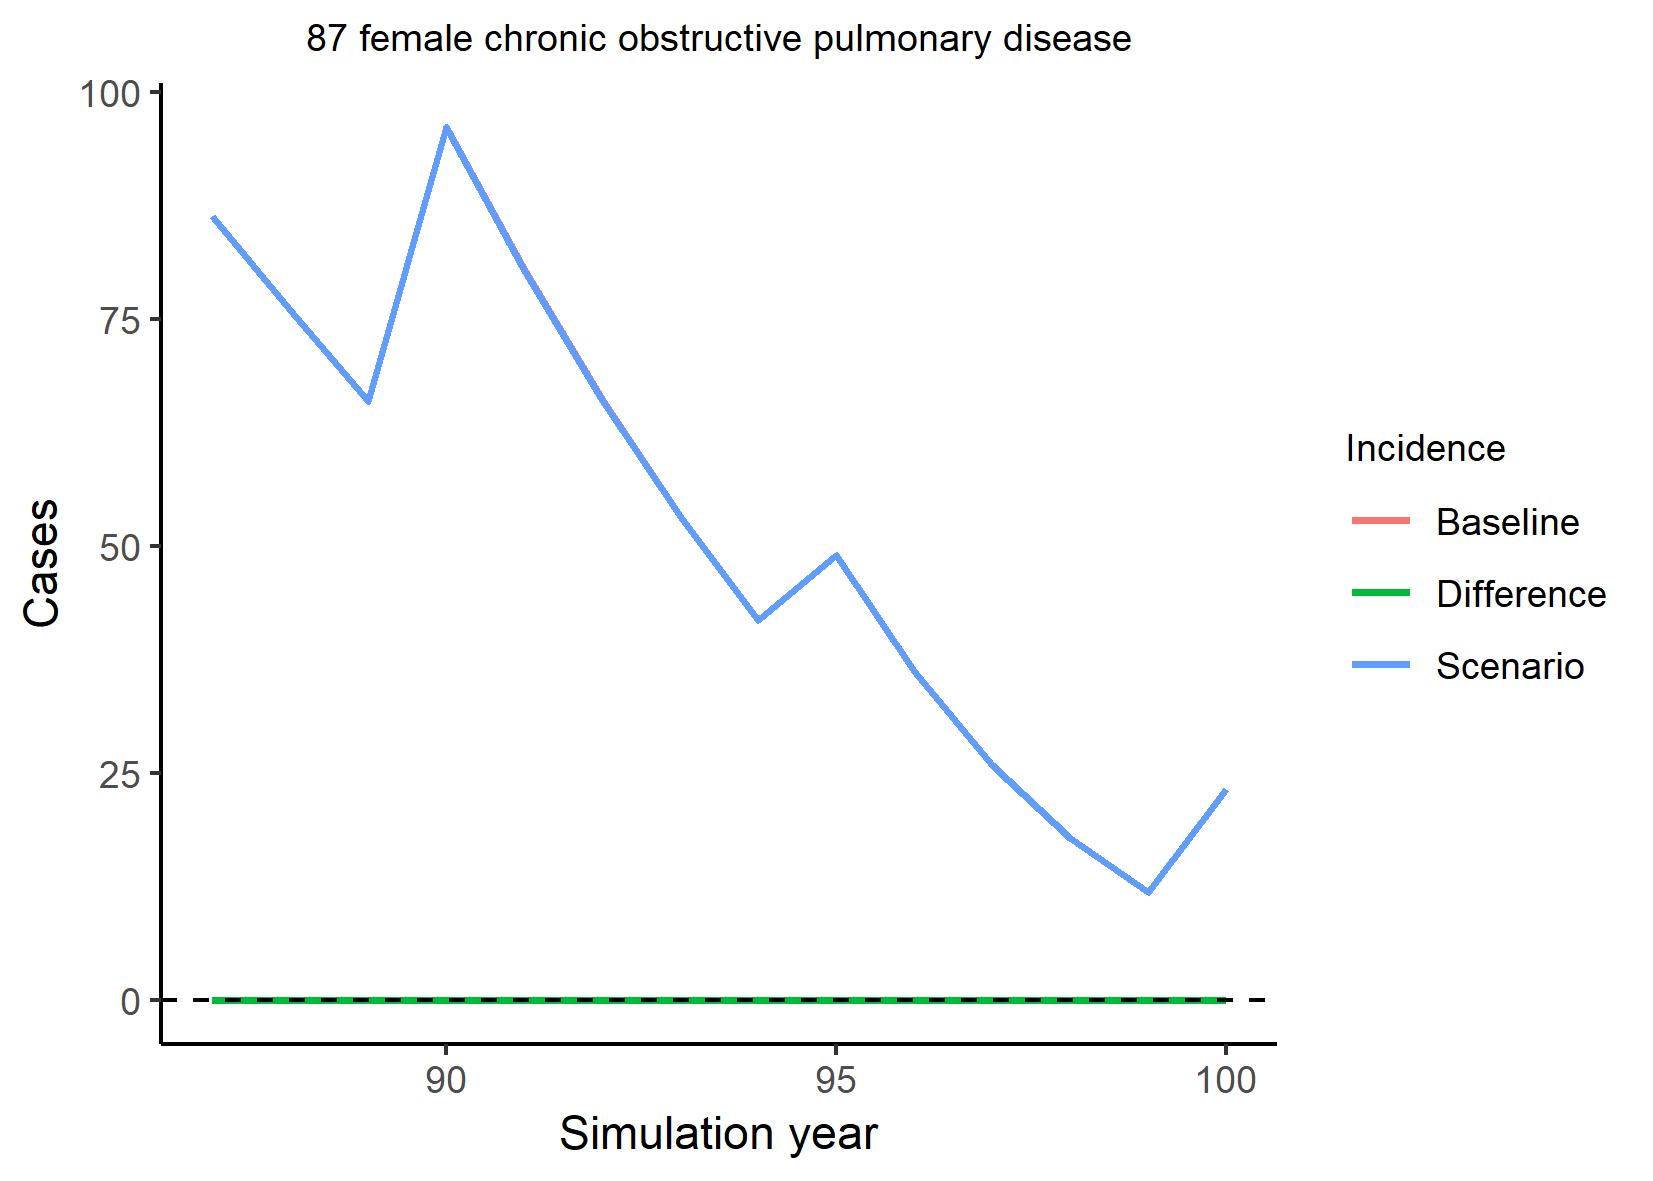 87 female chronic obstructive pulmonary disease
100
75
50
25
0
Cases
90 95 100
Simulation year
Incidence
Baseline
Difference
Scenario